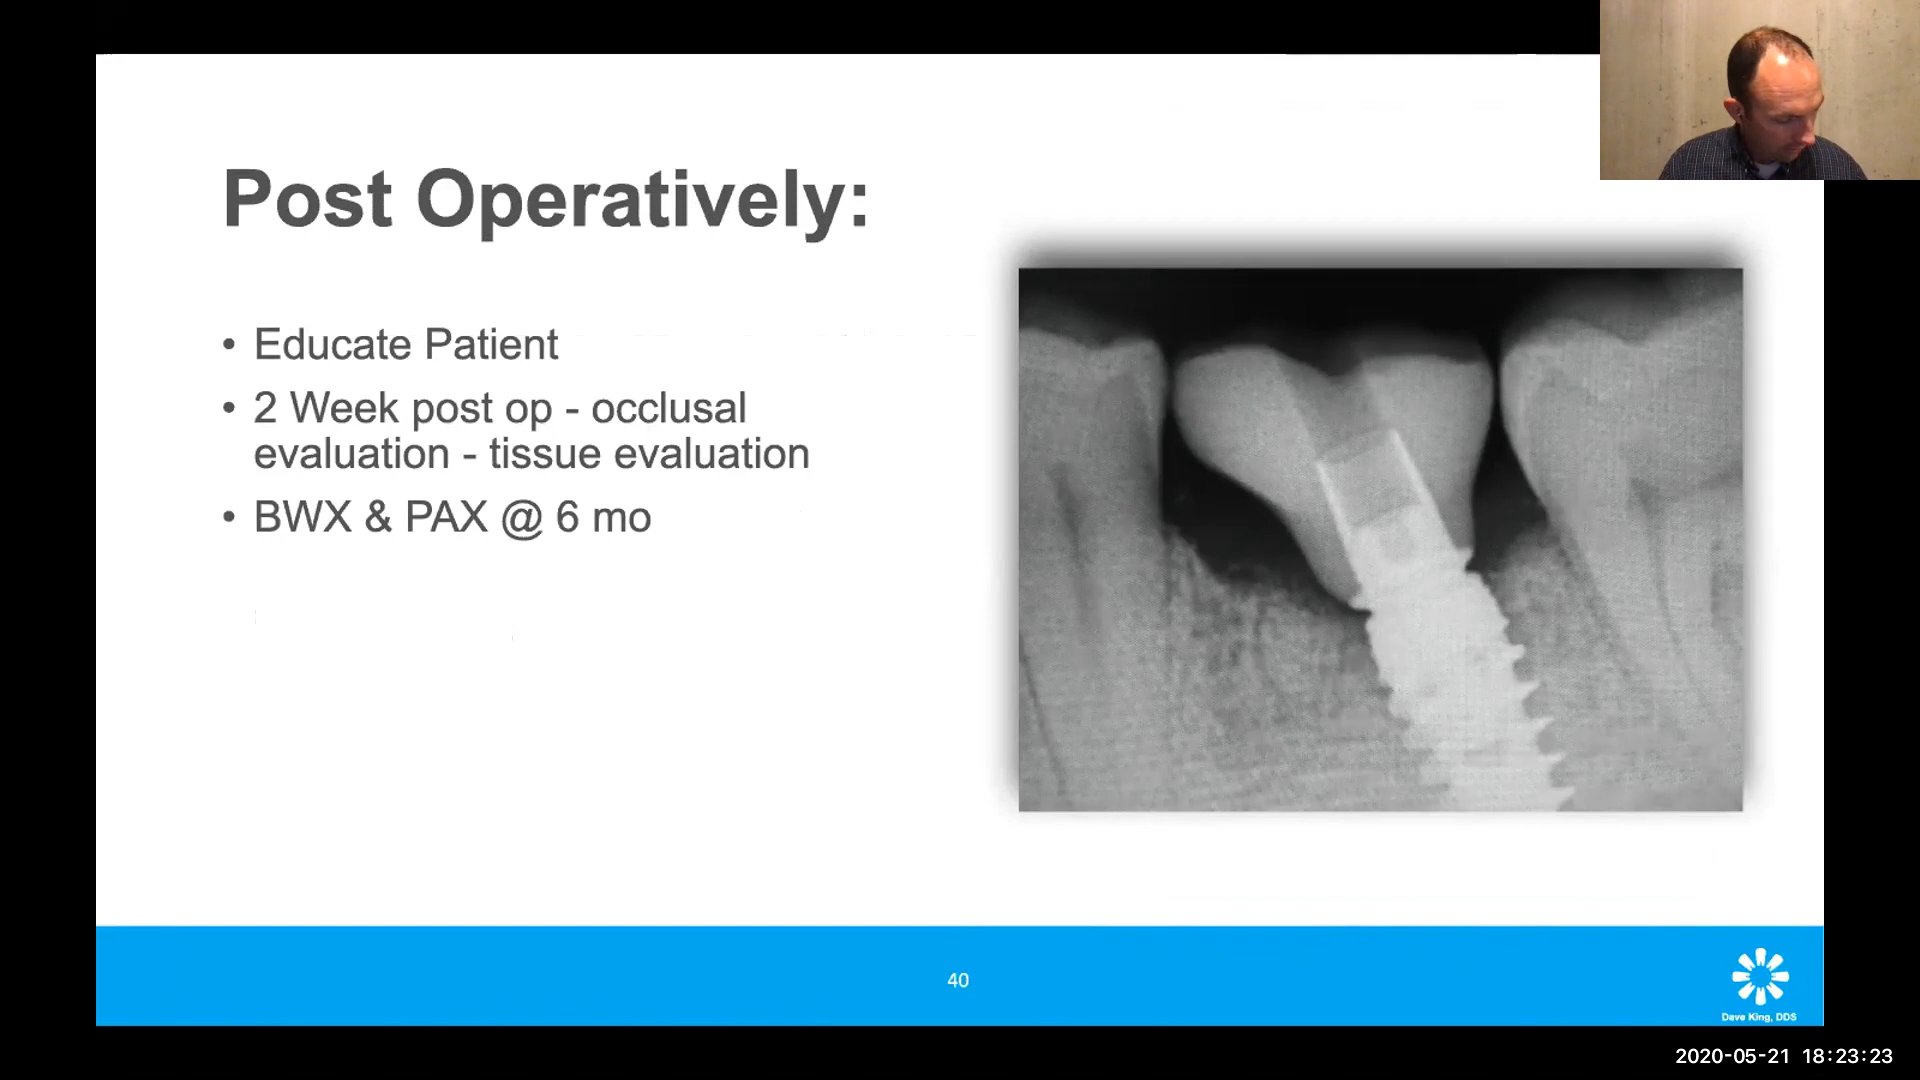 Post Operatively:
• Educate Patient
• 2 Week post op - occlusal
evaluation - tissue evaluation
• BWX & PAX @ 6 mo
40
Dave King, DDS
2020-05-21 18:23:23